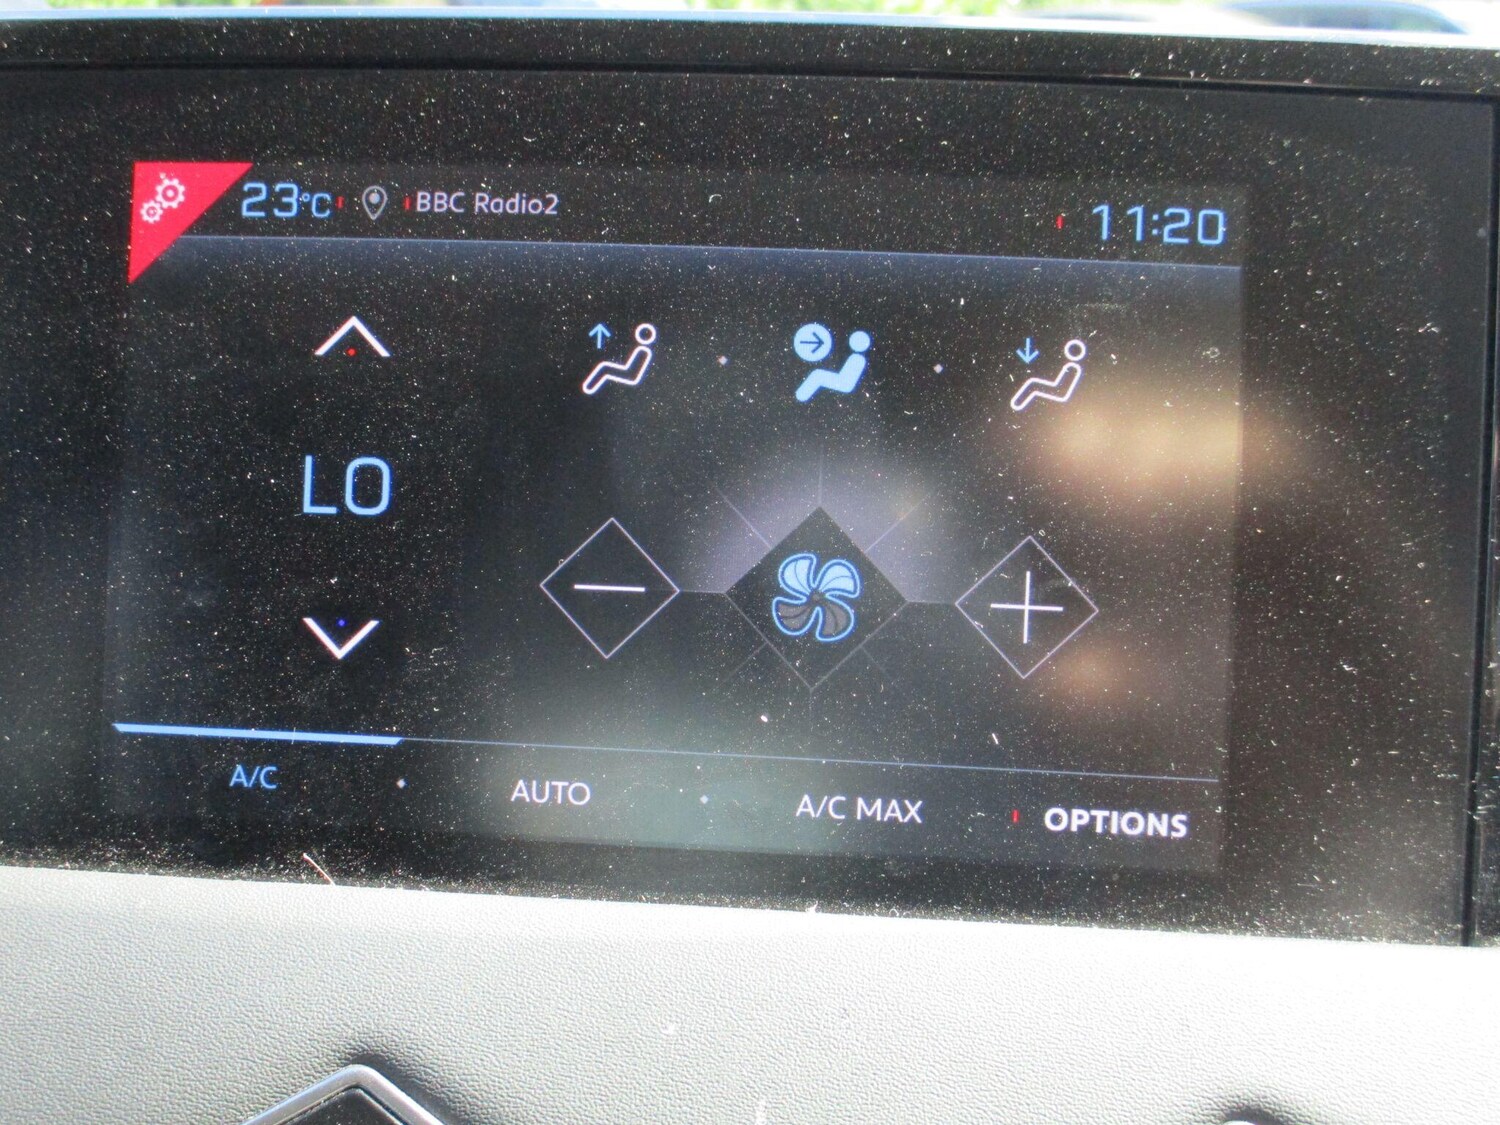 23°C BBC Radio2 11:20
LO
A/C AUTO A/C MAX OPTIONS